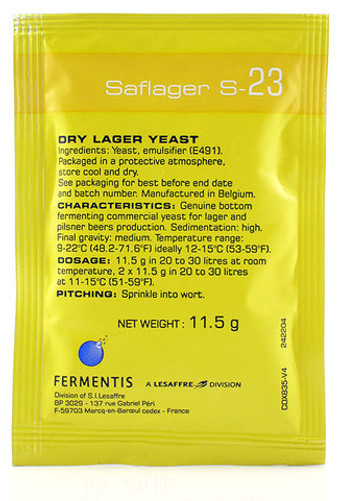 Saflager S-23
DRY LAGER YEAST
Ingredients: Yeast, emulsifier (E491).
Packaged in a protective atmosphere,
store cool and dry.
See packaging for best before end date
and batch number. Manufactured in Belgium.
CHARACTERISTICS: Genuine bottom
fermenting commercial yeast for lager and
pilsner beers production. Sedimentation: high.
Final gravity: medium. Temperature range:
9-22°C (48.2-71.6°F) ideally 12-15°C (53-59°F).
DOSAGE: 11.5 g in 20 to 30 litres at room
temperature, 2 x 11.5 g in 20 to 30 litres
at 11-15°C (51-59°F).
PITCHING: Sprinkle into wort.
NET WEIGHT: 11.5 g
242204
CDX635-V4
FERMENTIS
A LESAFFRE DIVISION
Division of S.I.Lesaffre
BP 3029 - 137 rue Gabriel Péri
F-59703 Marcq-en-Barœul cedex - France